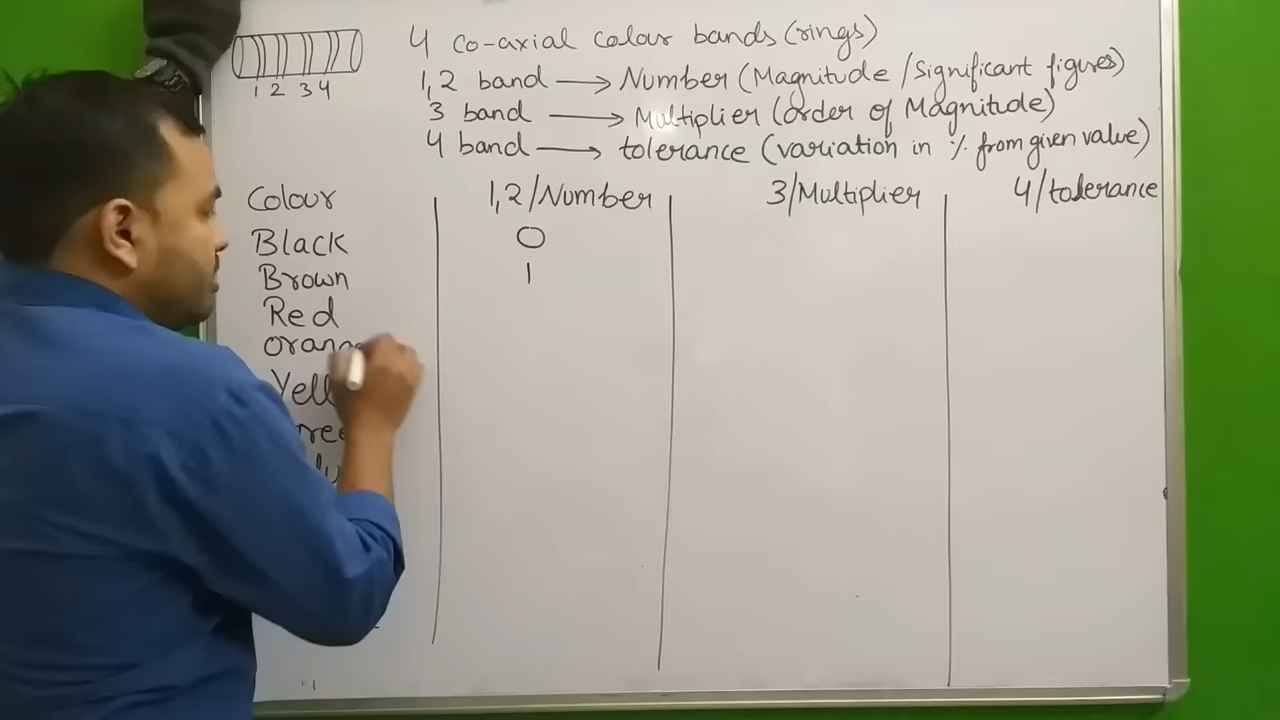 4 co-axial colour bands (rings)
1 2 3 4
1,2 band → Number (Magnitude / Significant figures)
3 band → Multiplier (order of Magnitude)
4 band → tolerance (variation in % from given value)
Colour 1,2/Number 3/Multiplier 4/tolerance
Black 0
Brown 1
Red